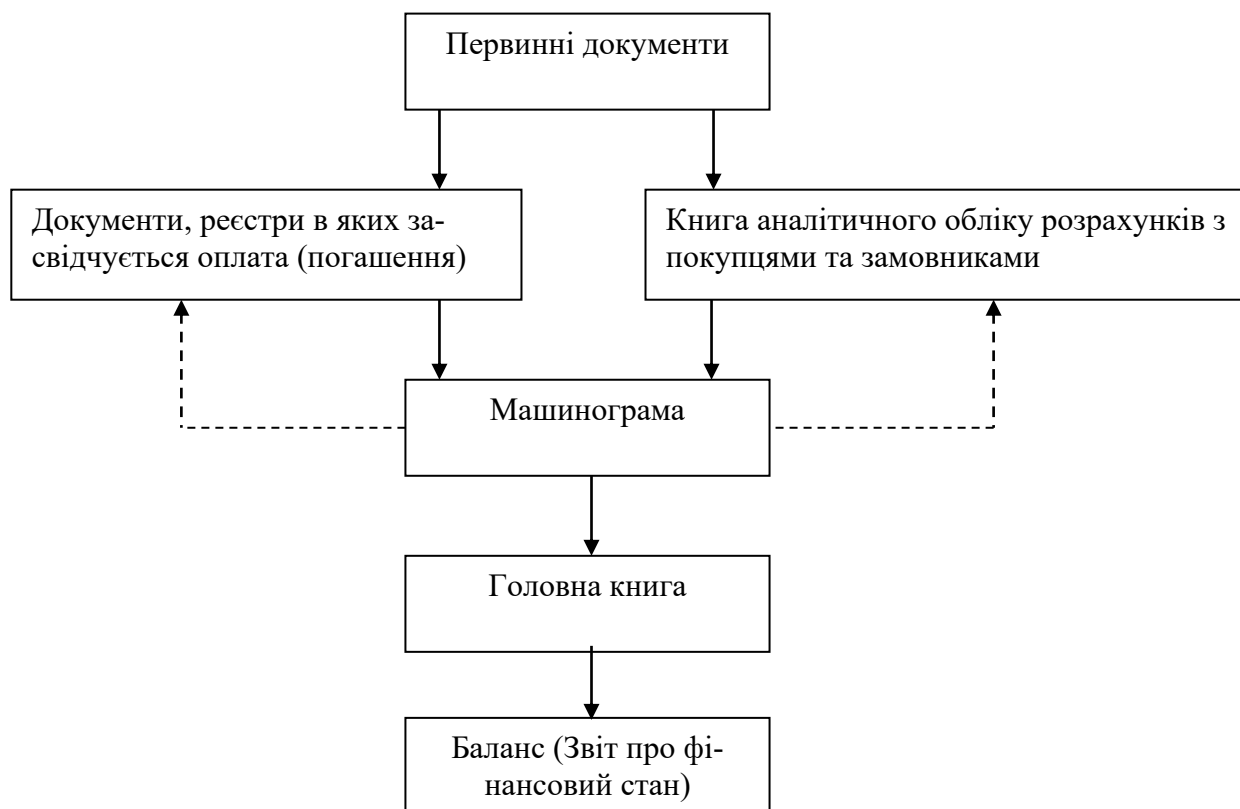 Первинні документи
Документи, реєстри в яких за-
свідчується оплата (погашення)
Книга аналітичного обліку розрахунків з
покупцями та замовниками
Машинограма
Головна книга
Баланс (Звіт про фі-
нансовий стан)